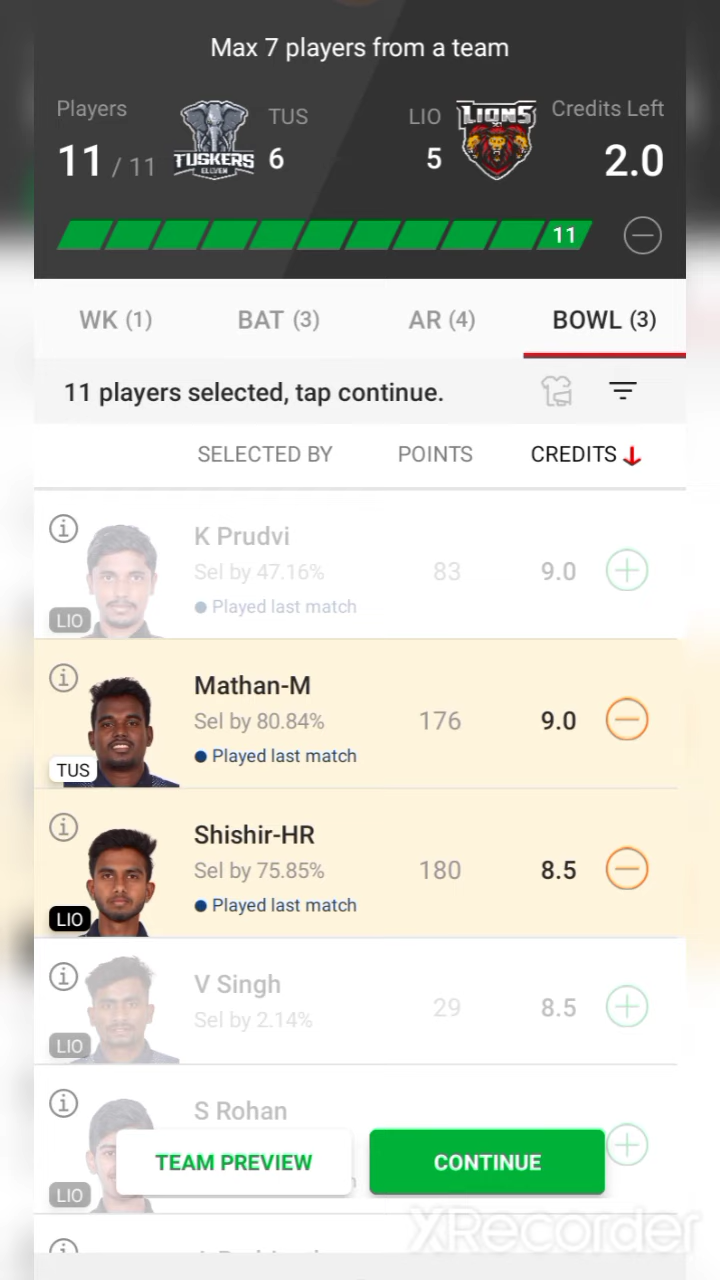 Max 7 players from a team
Players
TUS
LIO
Credits Left
11 / 11
TUSKERS
ELEVEN
6
5
LIONS
2.0
11
WK (1)
BAT (3)
AR (4)
BOWL (3)
11 players selected, tap continue.
SELECTED BY
POINTS
CREDITS
K Prudvi
Sel by 47.16%
83
9.0
Played last match
LIO
Mathan-M
Sel by 80.84%
176
9.0
Played last match
TUS
Shishir-HR
Sel by 75.85%
180
8.5
Played last match
LIO
V Singh
Sel by 2.14%
29
8.5
LIO
S Rohan
TEAM PREVIEW
CONTINUE
LIO
XRecorder